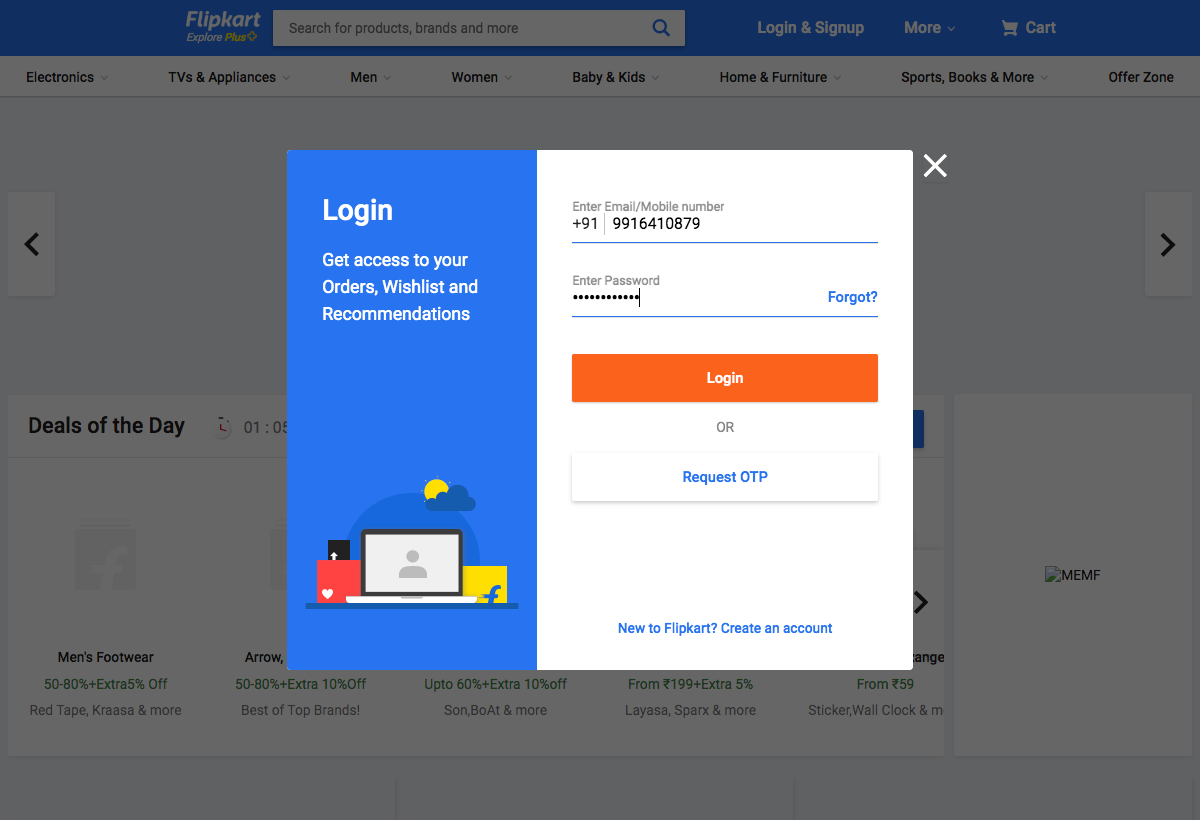 Flipkart
Explore Plus
Search for products, brands and more
Login & Signup
More
Cart
Electronics
TVs & Appliances
Men
Women
Baby & Kids
Home & Furniture
Sports, Books & More
Offer Zone
Login
Get access to your
Orders, Wishlist and
Recommendations
Enter Email/Mobile number
+91 9916410879
Enter Password
Forgot?
Login
OR
Request OTP
New to Flipkart? Create an account
Deals of the Day
01 : 05
MEMF
Men's Footwear
50-80%+Extra5% Off
Red Tape, Kraasa & more
Arrow,
50-80%+Extra 10%Off
Best of Top Brands!
Upto 60%+Extra 10%off
Son,BoAt & more
From ₹199+Extra 5%
Layasa, Sparx & more
From ₹59
Sticker,Wall Clock &